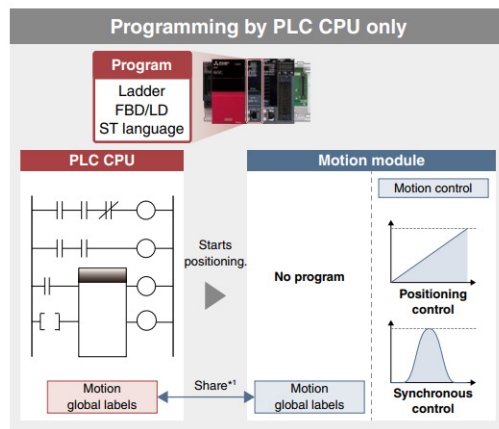 Programming by PLC CPU only
Program
Ladder
FBD/LD
ST language
PLC CPU
Motion module
Motion control
Starts
positioning.
No program
Positioning
control
Synchronous
control
Motion
global labels
Share*1
Motion
global labels